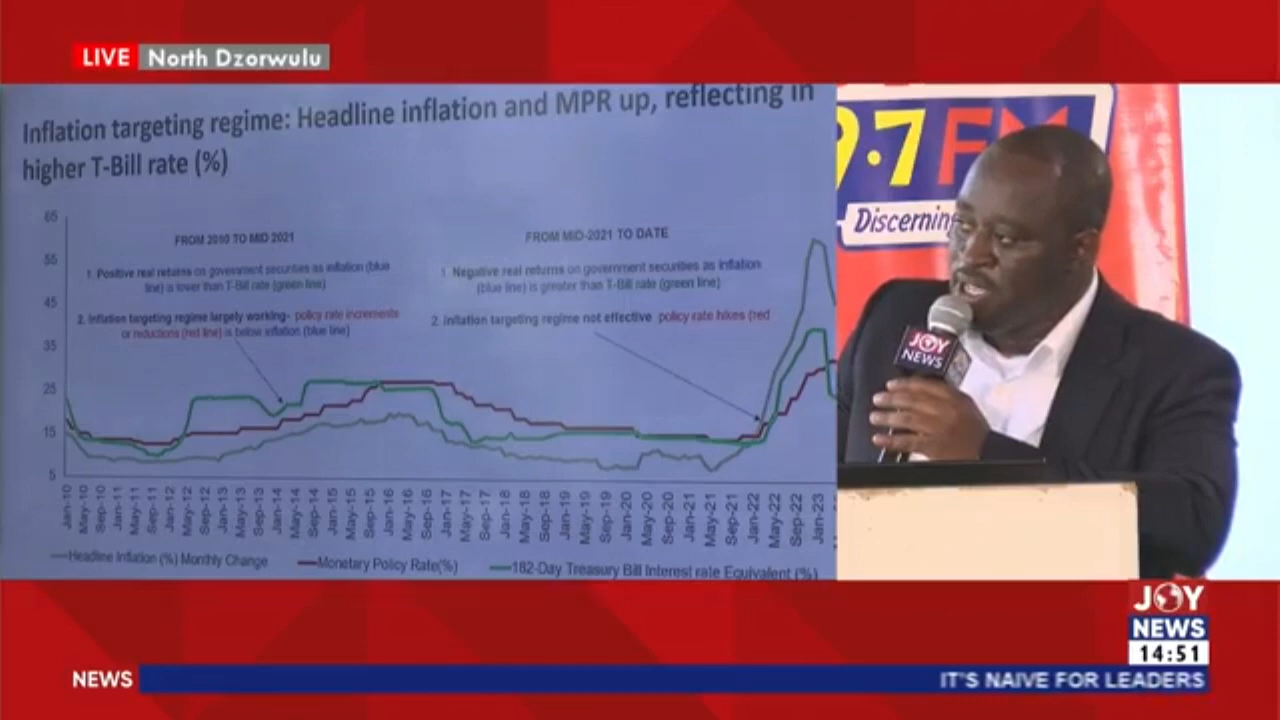 LIVE North Dzorwulu
Inflation targeting regime: Headline inflation and MPR up, reflecting in
higher T-Bill rate (%)
FROM 2010 TO MID 2021
1. Positive real returns on government securities as inflation (blue
line) is lower than T-Bill rate (green line)
2. Inflation targeting regime largely working- policy rate increments
or reductions (red line) is below inflation (blue line)
FROM MID-2021 TO DATE
1. Negative real returns on government securities as inflation
(blue line) is greater than T-Bill rate (green line)
2. inflation targeting regime not effective policy rate hikes (red
65
55
45
35
25
15
5
Jan-10 May-10 Sep-10 Jan-11 May-11 Sep-11 Jan-12 May-12 Sep-12 Jan-13 May-13 Sep-13 Jan-14 May-14 Sep-14 Jan-15 May-15 Sep-15 Jan-16 May-16 Sep-16 Jan-17 May-17 Sep-17 Jan-18 May-18 Sep-18 Jan-19 May-19 Sep-19 Jan-20 May-20 Sep-20 Jan-21 May-21 Sep-21 Jan-22 May-22 Sep-22 Jan-23
Headline Inflation (%) Monthly Change Monetary Policy Rate(%) 182-Day Treasury Bill Interest rate Equivalent (%)
9.7 FM
Discerning
JOY
NEWS
JOY
NEWS
14:51
NEWS IT'S NAIVE FOR LEADERS